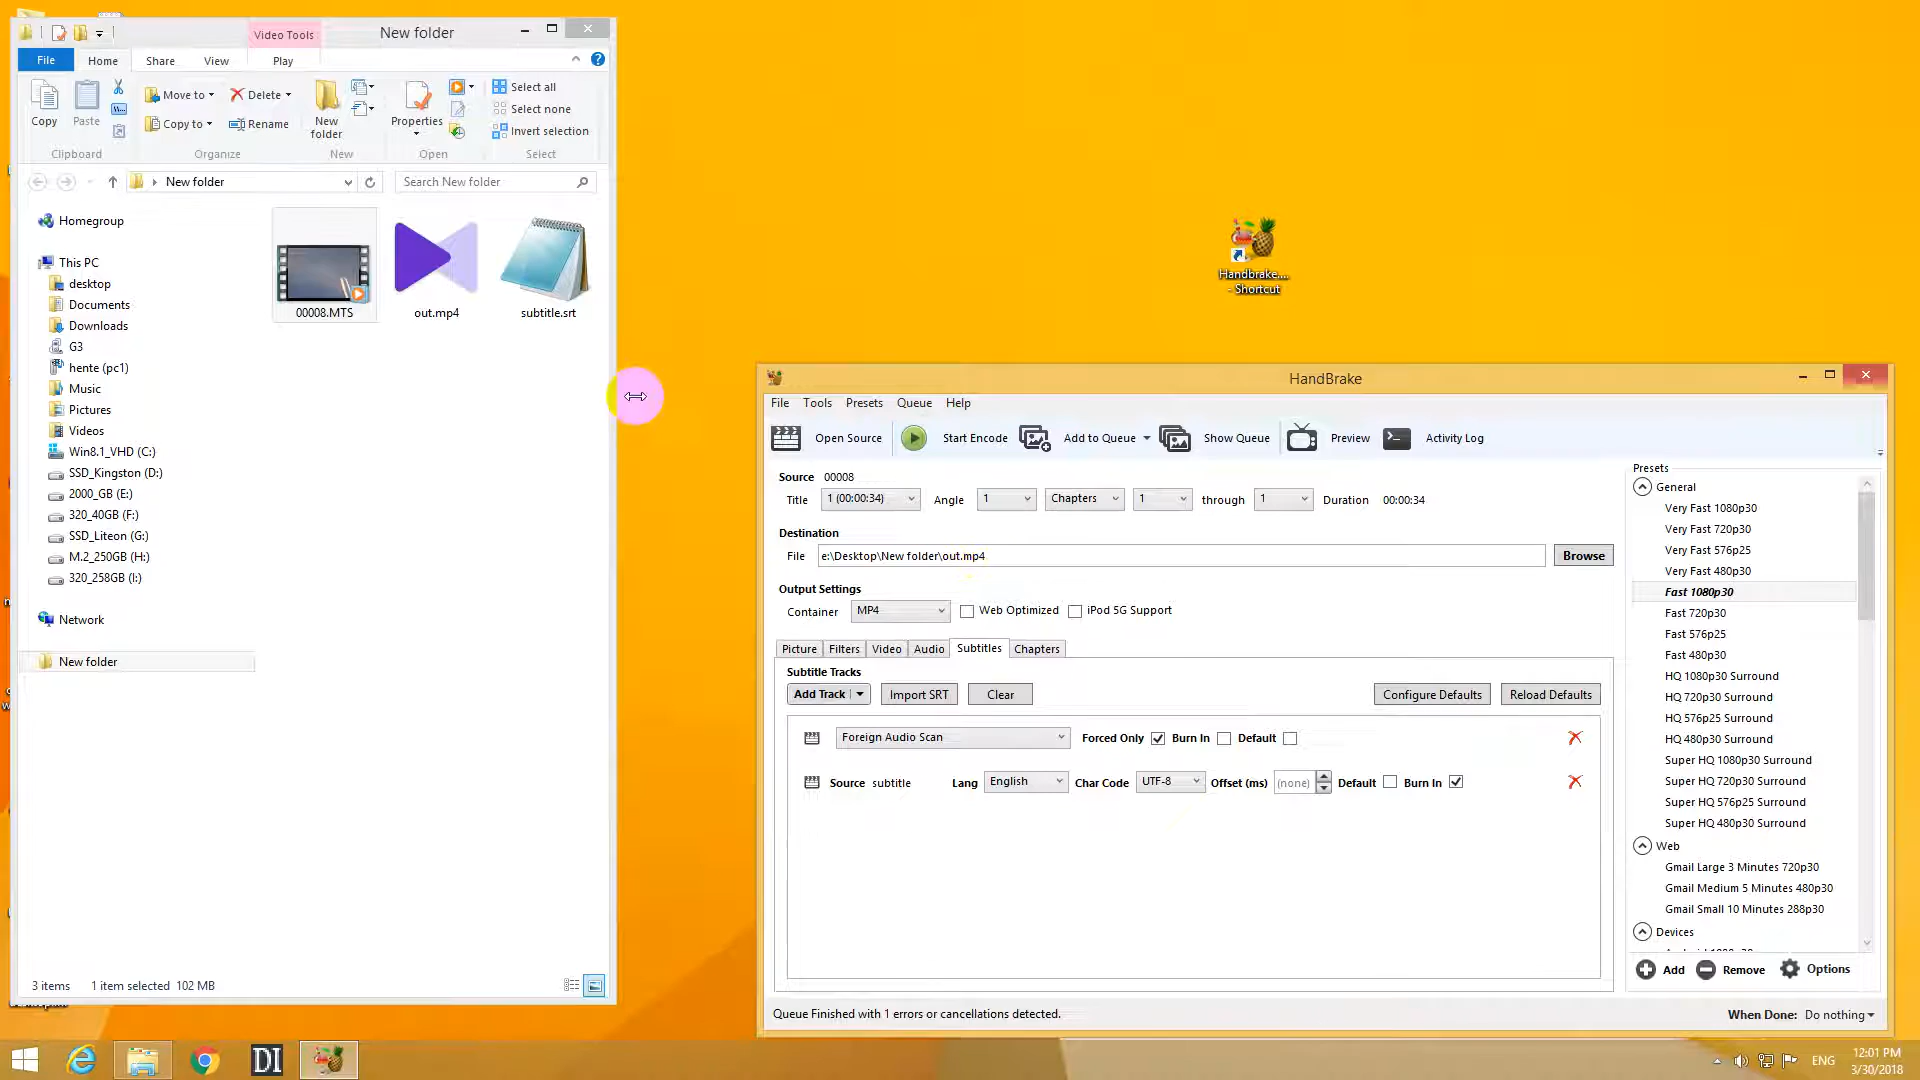 Video Tools
New folder
File
Home
Share
View
Play
Copy
Paste
Move to
Copy to
Delete
Rename
New folder
Properties
Select all
Select none
Invert selection
Clipboard
Organize
New
Open
Select
New folder
Search New folder
Homegroup
This PC
desktop
Documents
Downloads
G3
hente (pc1)
Music
Pictures
Videos
Win8.1_VHD (C:)
SSD_Kingston (D:)
2000_GB (E:)
320_40GB (F:)
SSD_Liteon (G:)
M.2_250GB (H:)
320_258GB (I:)
Network
New folder
00008.MTS
out.mp4
subtitle.srt
3 items
1 item selected 102 MB
Handbrake....
- Shortcut
HandBrake
File
Tools
Presets
Queue
Help
Open Source
Start Encode
Add to Queue
Show Queue
Preview
Activity Log
Source 00008
Title 1 (00:00:34) Angle 1 Chapters 1 through 1 Duration 00:00:34
Destination
File e:\Desktop\New folder\out.mp4 Browse
Output Settings
Container MP4 Web Optimized iPod 5G Support
Picture Filters Video Audio Subtitles Chapters
Subtitle Tracks
Add Track Import SRT Clear Configure Defaults Reload Defaults
Foreign Audio Scan Forced Only Burn In Default
Source subtitle Lang English Char Code UTF-8 Offset (ms) (none) Default Burn In
Presets
General
Very Fast 1080p30
Very Fast 720p30
Very Fast 576p25
Very Fast 480p30
Fast 1080p30
Fast 720p30
Fast 576p25
Fast 480p30
HQ 1080p30 Surround
HQ 720p30 Surround
HQ 576p25 Surround
HQ 480p30 Surround
Super HQ 1080p30 Surround
Super HQ 720p30 Surround
Super HQ 576p25 Surround
Super HQ 480p30 Surround
Web
Gmail Large 3 Minutes 720p30
Gmail Medium 5 Minutes 480p30
Gmail Small 10 Minutes 288p30
Devices
Add
Remove
Options
Queue Finished with 1 errors or cancellations detected.
When Done: Do nothing
DI
ENG
12:01 PM
3/30/2018